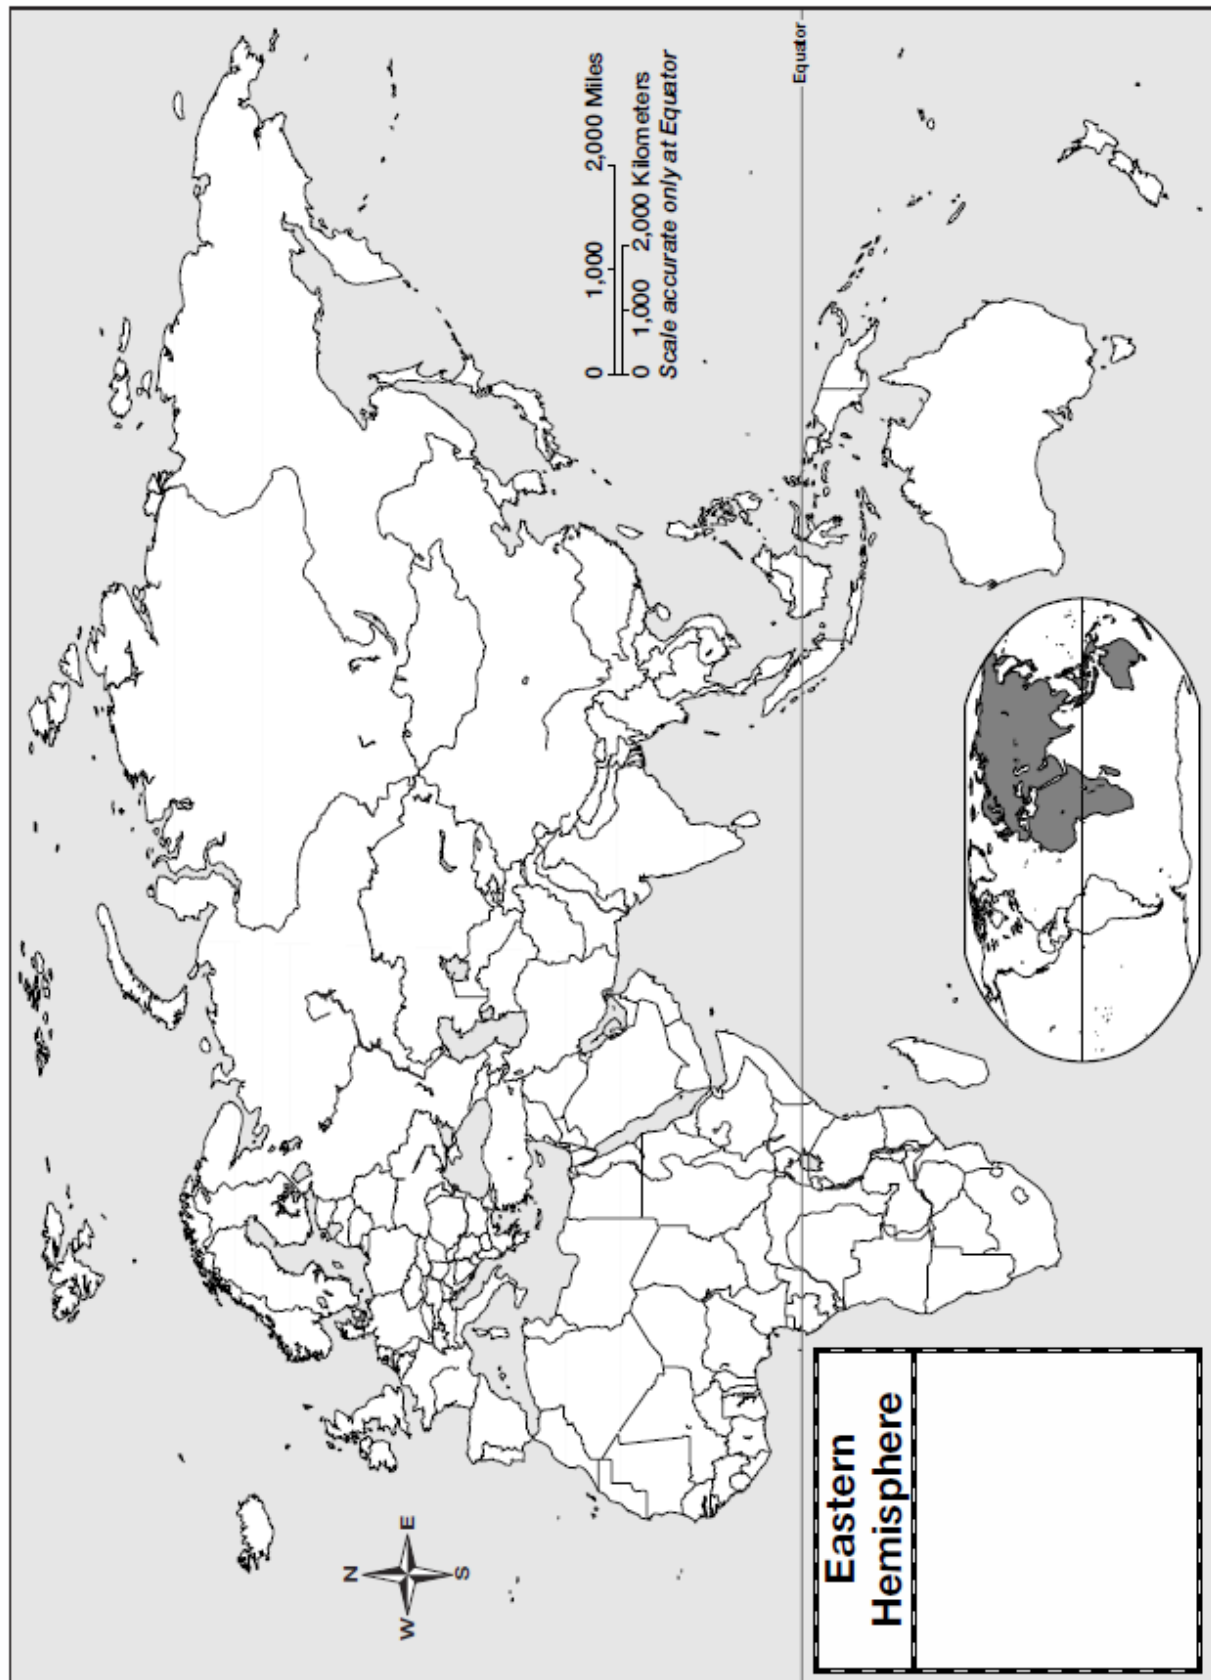 N
W
E
S
0 1,000 2,000 Miles
0 1,000 2,000 Kilometers
Scale accurate only at Equator
Equator
Eastern
Hemisphere